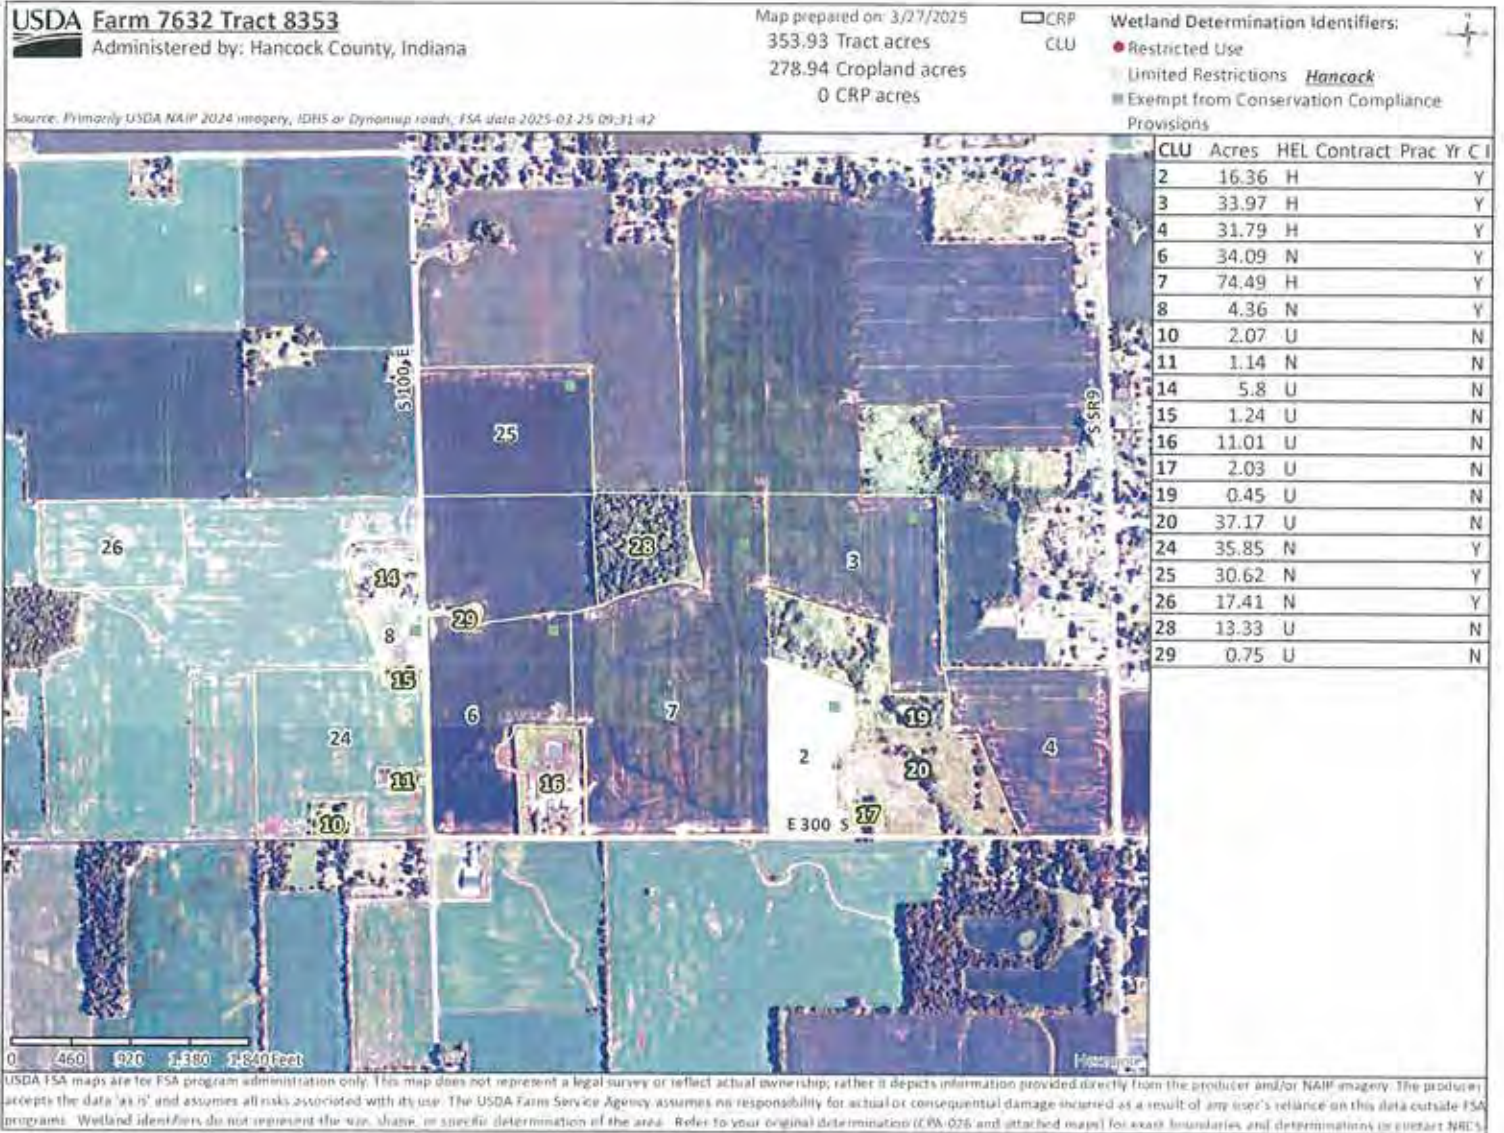 USDA Farm 7632 Tract 8353
Administered by: Hancock County, Indiana
Map prepared on: 3/27/2025
353.93 Tract acres
278.94 Cropland acres
0 CRP acres
CRP
CLU
Wetland Determination Identifiers:
Restricted Use
Limited Restrictions Hancock
Exempt from Conservation Compliance
Provisions
Source: Primarily USDA NAIP 2024 imagery, IDHS or Dynamap roads, FSA data 2025-03-25 09:31:42
CLU Acres HEL Contract Prac Yr C I
2 16.36 H Y
3 33.97 H Y
4 31.79 H Y
6 34.09 N Y
7 74.49 H Y
8 4.36 N Y
10 2.07 U N
11 1.14 N N
14 5.8 U N
15 1.24 U N
16 11.01 U N
17 2.03 U N
19 0.45 U N
20 37.17 U N
24 35.85 N Y
25 30.62 N Y
26 17.41 N Y
28 13.33 U N
29 0.75 U N
S 100 E
S SR9
25
26
28
3
14
29
8
15
6
7
19
24
2
4
20
11
16
17
10
E 300 S
0 460 920 1,380 1,840 Feet
USDA FSA maps are for FSA program administration only. This map does not represent a legal survey or reflect actual ownership; rather it depicts information provided directly from the producer and/or NAIP imagery. The producer
accepts the data 'as is' and assumes all risks associated with its use. The USDA Farm Service Agency assumes no responsibility for actual or consequential damage incurred as a result of any user's reliance on this data outside FSA
programs. Wetland identifiers do not represent the size, shape, or specific determination of the area. Refer to your original determination (CPA-026 and attached maps) for exact boundaries and determinations or contact NRCS